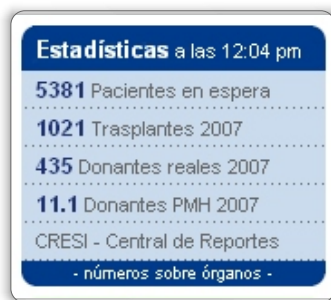 Estadísticas a las 12:04 pm
5381 Pacientes en espera
1021 Trasplantes 2007
435 Donantes reales 2007
11.1 Donantes PMH 2007
CRESI - Central de Reportes
- números sobre órganos -